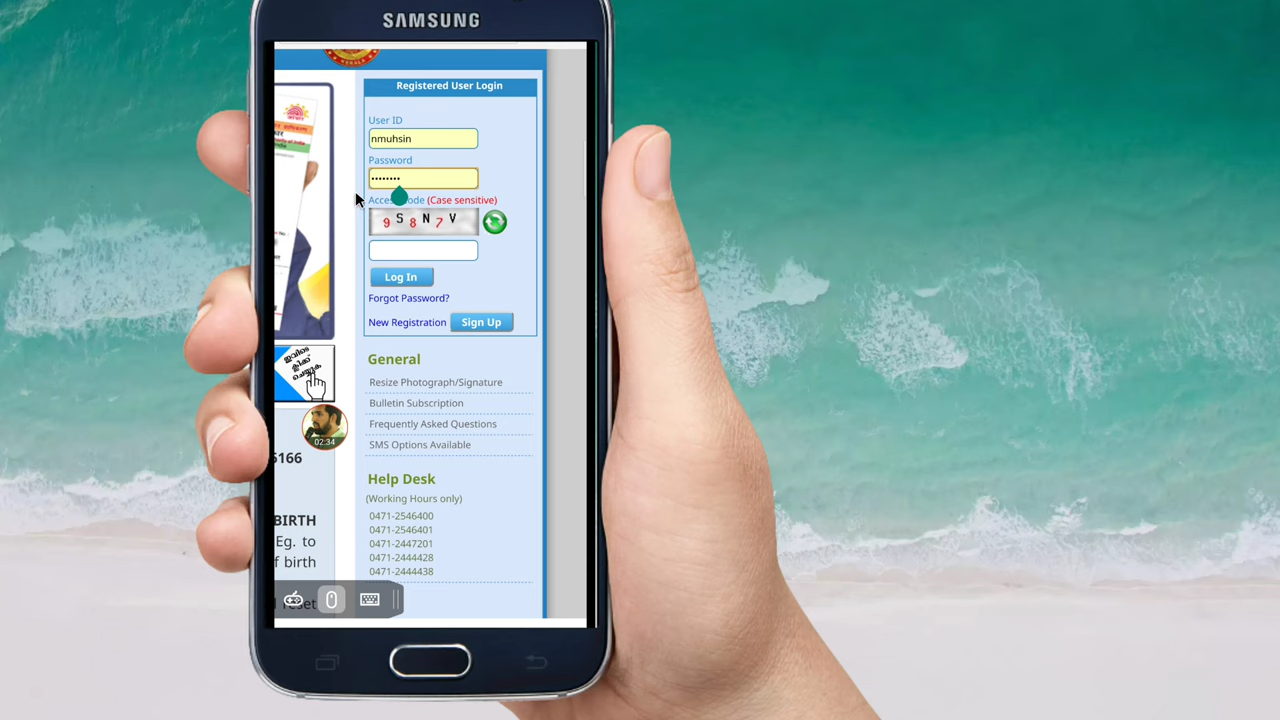 SAMSUNG
KERALA
Registered User Login
User ID
nmuhsin
Password
••••••••
Access Code (Case sensitive)
9 S 8 N 7 V
Log In
Forgot Password?
New Registration Sign Up
General
ഇവിടെ
ക്ലിക്ക്
ചെയ്യുക
Resize Photograph/Signature
Bulletin Subscription
Frequently Asked Questions
02:34
SMS Options Available
5166
Help Desk
(Working Hours only)
0471-2546400
BIRTH
0471-2546401
Eg. to
0471-2447201
f birth
0471-2444428
0471-2444438
reset